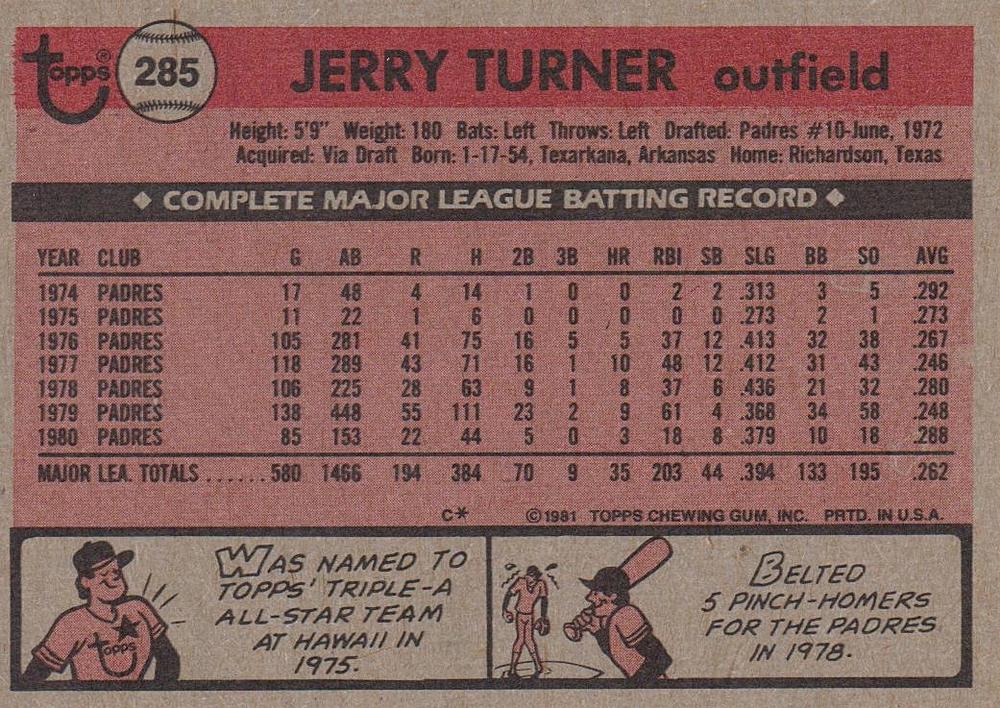 Topps® 285 JERRY TURNER outfield
Height: 5'9" Weight: 180 Bats: Left Throws: Left Drafted: Padres #10-June, 1972
Acquired: Via Draft Born: 1-17-54, Texarkana, Arkansas Home: Richardson, Texas
◆ COMPLETE MAJOR LEAGUE BATTING RECORD ◆
YEAR CLUB G AB R H 2B 3B HR RBI SB SLG BB SO AVG
1974 PADRES 17 48 4 14 1 0 0 2 2 .313 3 5 .292
1975 PADRES 11 22 1 6 0 0 0 0 0 .273 2 1 .273
1976 PADRES 105 281 41 75 16 5 5 37 12 .413 32 38 .267
1977 PADRES 118 289 43 71 16 1 10 48 12 .412 31 43 .246
1978 PADRES 106 225 28 63 9 1 8 37 6 .436 21 32 .280
1979 PADRES 138 448 55 111 23 2 9 61 4 .368 34 58 .248
1980 PADRES 85 153 22 44 5 0 3 18 8 .379 10 18 .288
MAJOR LEA. TOTALS ...... 580 1466 194 384 70 9 35 203 44 .394 133 195 .262
C* ©1981 TOPPS CHEWING GUM, INC. PRTD. IN U.S.A.
WAS NAMED TO
TOPPS' TRIPLE-A
ALL-STAR TEAM
AT HAWAII IN
1975.
Topps
BELTED
5 PINCH-HOMERS
FOR THE PADRES
IN 1978.